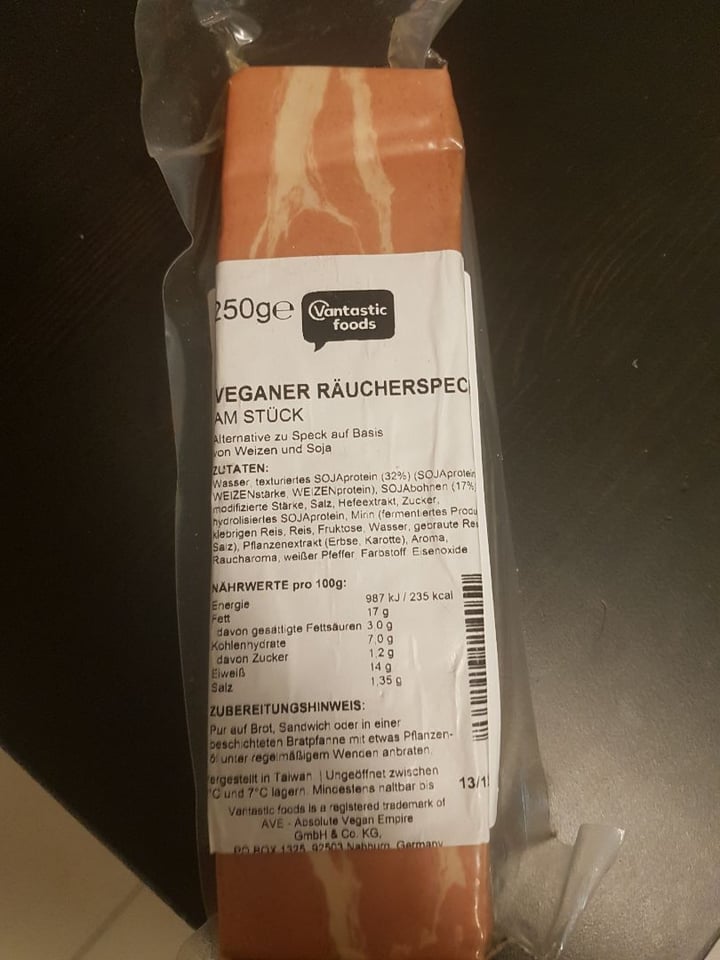 250g℮
Vantastic
foods
VEGANER RÄUCHERSPEC
AM STÜCK
Alternative zu Speck auf Basis
von Weizen und Soja
ZUTATEN:
Wasser, texturiertes SOJAprotein (32%) (SOJAprotein
WEIZENstärke, WEIZENprotein), SOJAbohnen (17%)
modifizierte Stärke, Salz, Hefeextrakt, Zucker,
hydrolisiertes SOJAprotein, Mirin (fermentiertes Produ
klebrigen Reis, Reis, Fruktose, Wasser, gebraute Rei
Salz), Pflanzenextrakt (Erbse, Karotte), Aroma,
Raucharoma, weißer Pfeffer, Farbstoff Eisenoxide
NÄHRWERTE pro 100g:
Energie 987 kJ / 235 kcal
Fett 17 g
davon gesättigte Fettsäuren 3,0 g
Kohlenhydrate 7,0 g
davon Zucker 1,2 g
Eiweiß 14 g
Salz 1,35 g
ZUBEREITUNGSHINWEIS:
Pur auf Brot, Sandwich oder in einer
beschichteten Bratpfanne mit etwas Pflanzen-
öl unter regelmäßigem Wenden anbraten.
ergestellt in Taiwan | Ungeöffnet zwischen
°C und 7°C lagern. Mindestens haltbar bis 13/1
Vantastic foods is a registered trademark of
AVE - Absolute Vegan Empire
GmbH & Co. KG,
PO BOX 1325, 92503 Nabburg, Germany